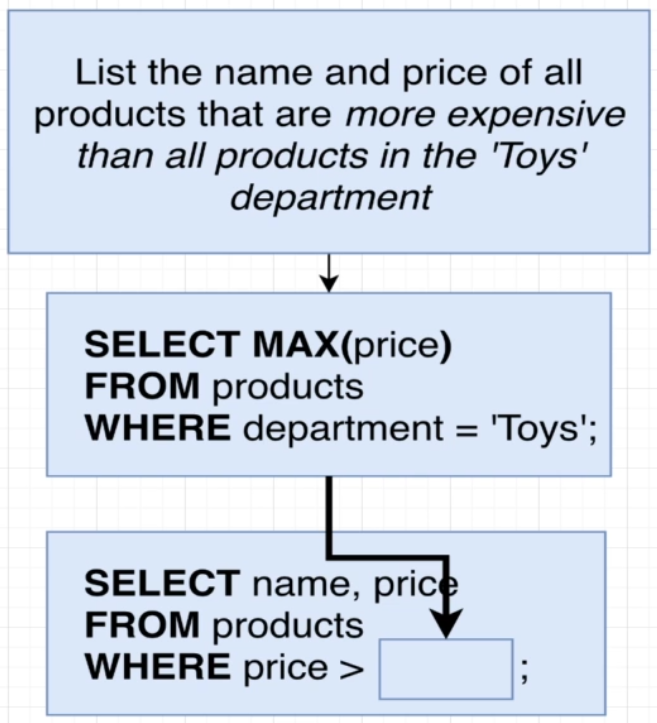 List the name and price of all
products that are more expensive
than all products in the 'Toys'
department
SELECT MAX(price)
FROM products
WHERE department = 'Toys';
SELECT name, price
FROM products
WHERE price > ;